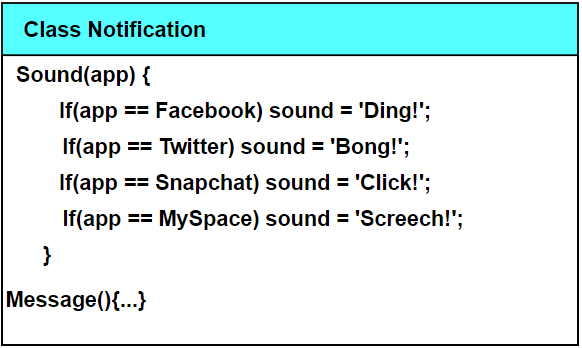 Class Notification
Sound(app) {
If(app == Facebook) sound = 'Ding!';
If(app == Twitter) sound = 'Bong!';
If(app == Snapchat) sound = 'Click!';
If(app == MySpace) sound = 'Screech!';
}
Message(){...}